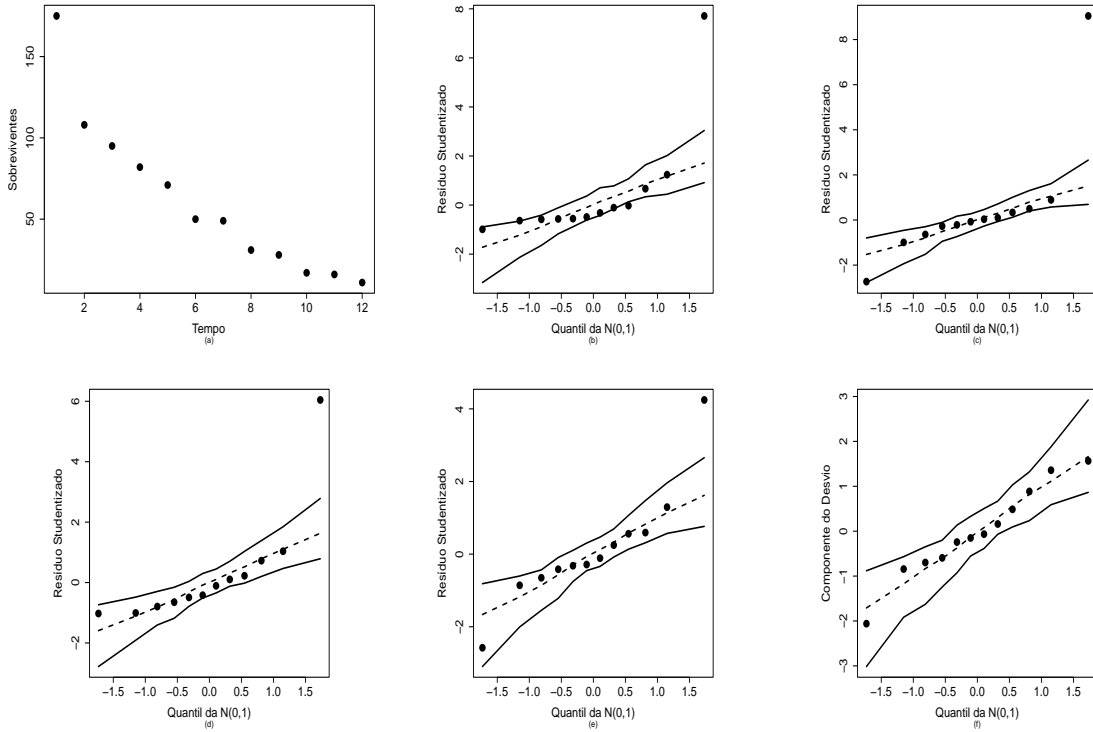 Sobreviventes
50 100 150
2 4 6 8 10 12
Tempo
(a)
Resíduo Studentizado
−2 0 2 4 6 8
−1.5 −1.0 −0.5 0.0 0.5 1.0 1.5
Quantil da N(0,1)
(b)
Resíduo Studentizado
−2 0 2 4 6 8
−1.5 −1.0 −0.5 0.0 0.5 1.0 1.5
Quantil da N(0,1)
(c)
Resíduo Studentizado
−2 0 2 4 6
−1.5 −1.0 −0.5 0.0 0.5 1.0 1.5
Quantil da N(0,1)
(d)
Resíduo Studentizado
−2 0 2 4
−1.5 −1.0 −0.5 0.0 0.5 1.0 1.5
Quantil da N(0,1)
(e)
Componente do Desvio
−3 −2 −1 0 1 2 3
−1.5 −1.0 −0.5 0.0 0.5 1.0 1.5
Quantil da N(0,1)
(f)